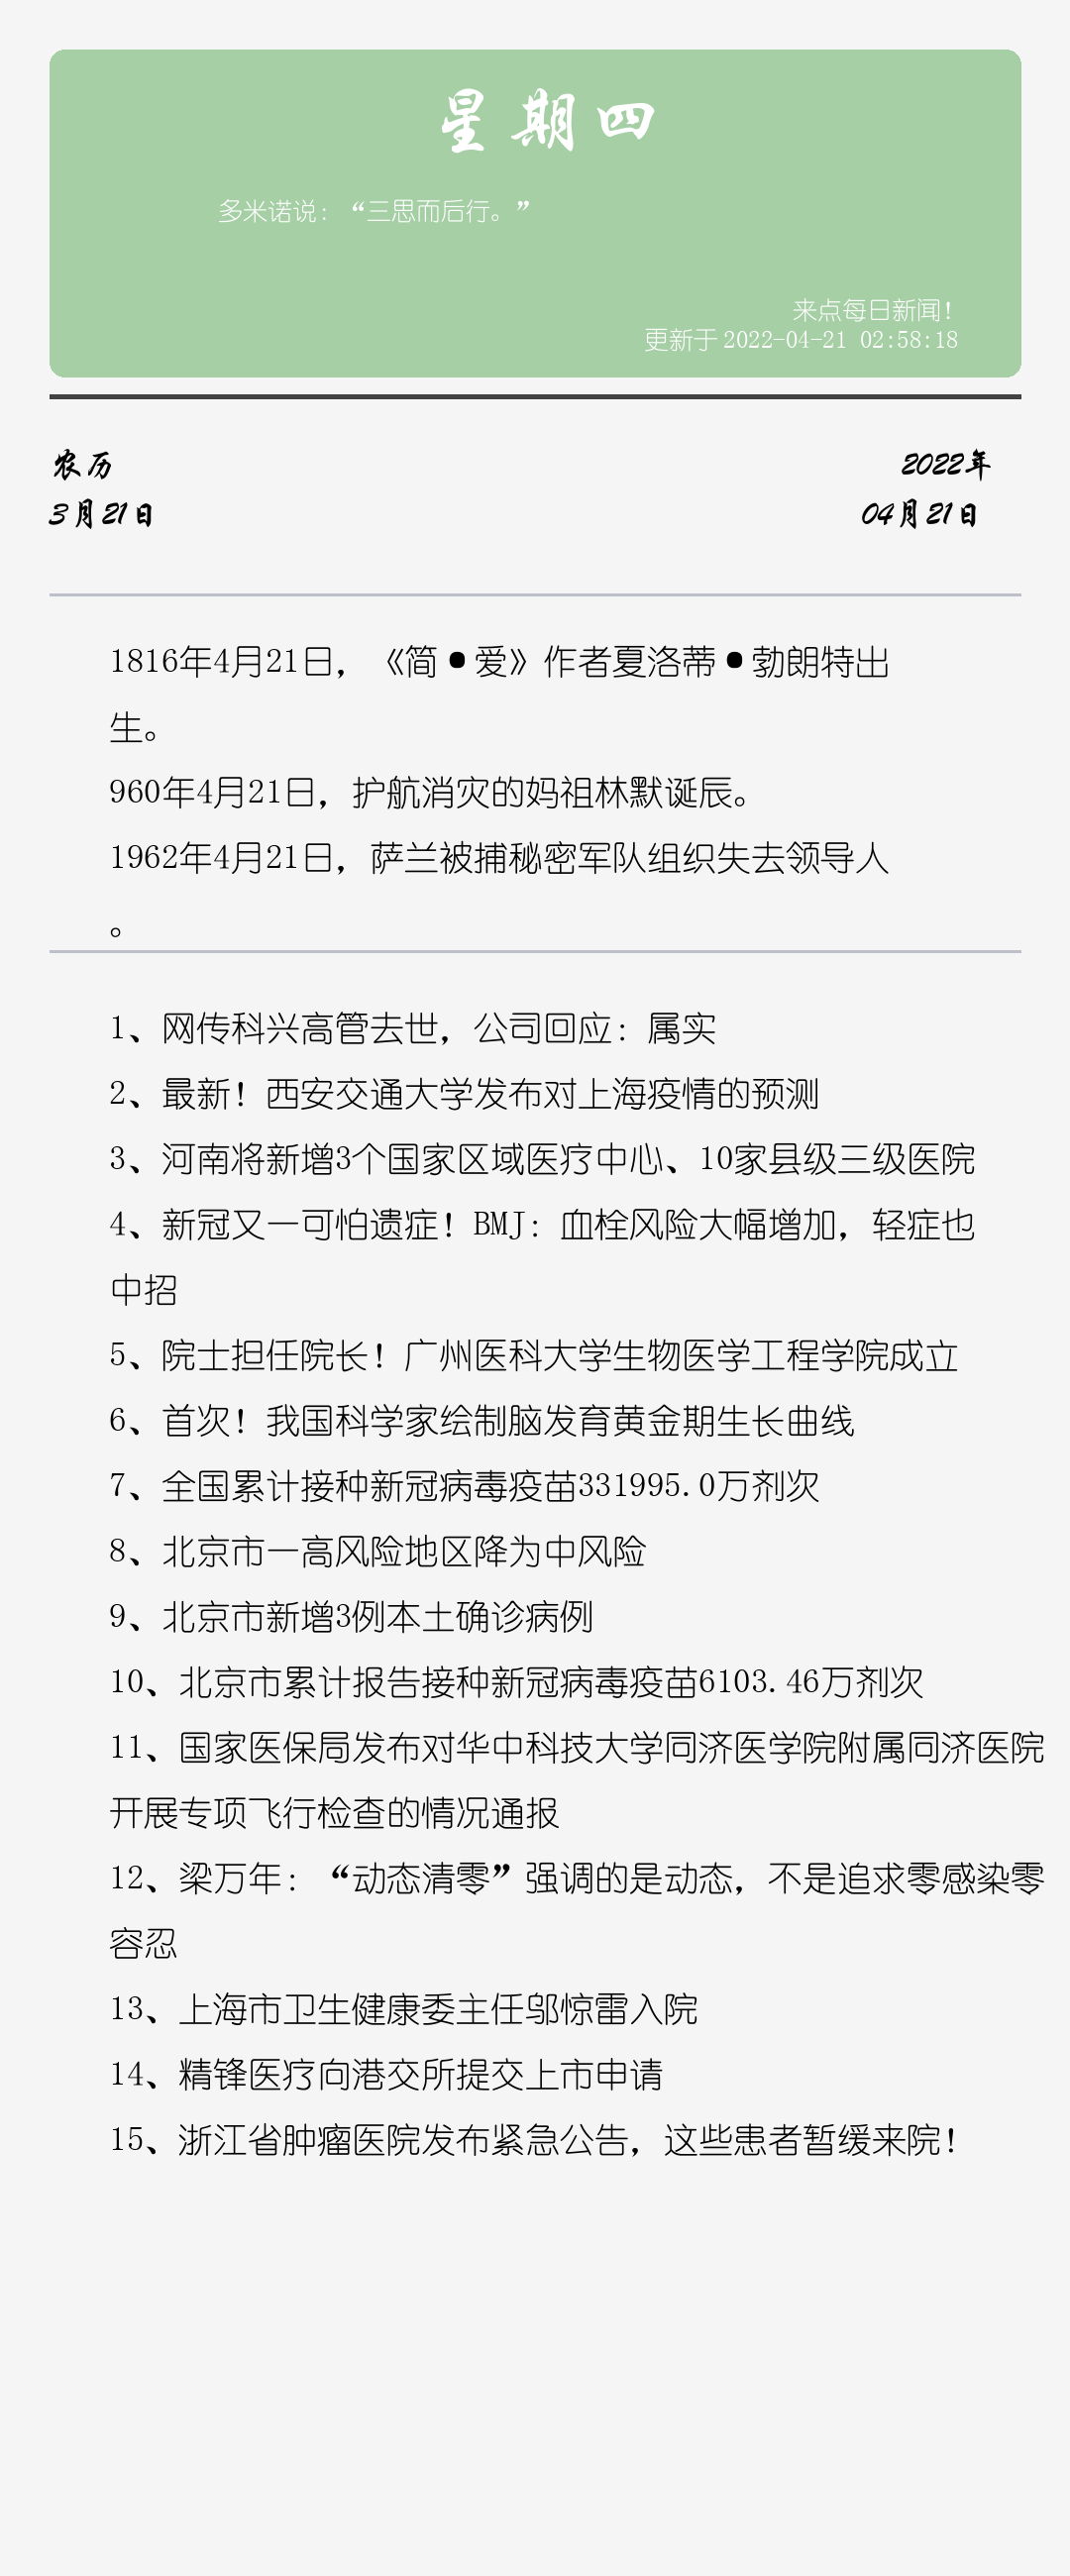 星期四
多米诺说：“三思而后行。”
来点每日新闻！
更新于 2022-04-21 02:58:18
农历
2022年
3月21日
04月21日
1816年4月21日，《简•爱》作者夏洛蒂•勃朗特出
生。
960年4月21日，护航消灾的妈祖林默诞辰。
1962年4月21日，萨兰被捕秘密军队组织失去领导人
。
1、网传科兴高管去世，公司回应：属实
2、最新！西安交通大学发布对上海疫情的预测
3、河南将新增3个国家区域医疗中心、10家县级三级医院
4、新冠又一可怕遗症！BMJ：血栓风险大幅增加，轻症也
中招
5、院士担任院长！广州医科大学生物医学工程学院成立
6、首次！我国科学家绘制脑发育黄金期生长曲线
7、全国累计接种新冠病毒疫苗331995.0万剂次
8、北京市一高风险地区降为中风险
9、北京市新增3例本土确诊病例
10、北京市累计报告接种新冠病毒疫苗6103.46万剂次
11、国家医保局发布对华中科技大学同济医学院附属同济医院
开展专项飞行检查的情况通报
12、梁万年：“动态清零”强调的是动态，不是追求零感染零
容忍
13、上海市卫生健康委主任邬惊雷入院
14、精锋医疗向港交所提交上市申请
15、浙江省肿瘤医院发布紧急公告，这些患者暂缓来院！